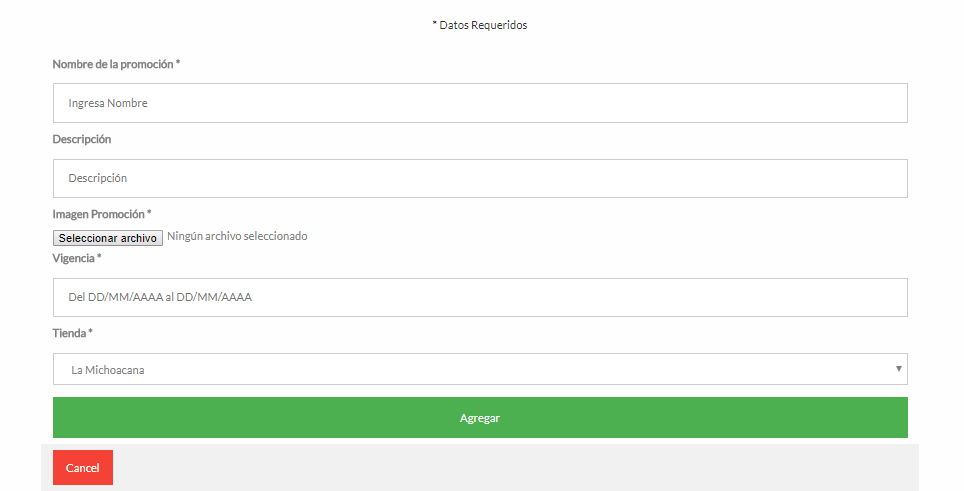 * Datos Requeridos
Nombre de la promoción *
Ingresa Nombre
Descripción
Descripción
Imagen Promoción *
Seleccionar archivo Ningún archivo seleccionado
Vigencia *
Del DD/MM/AAAA al DD/MM/AAAA
Tienda *
La Michoacana
Agregar
Cancel